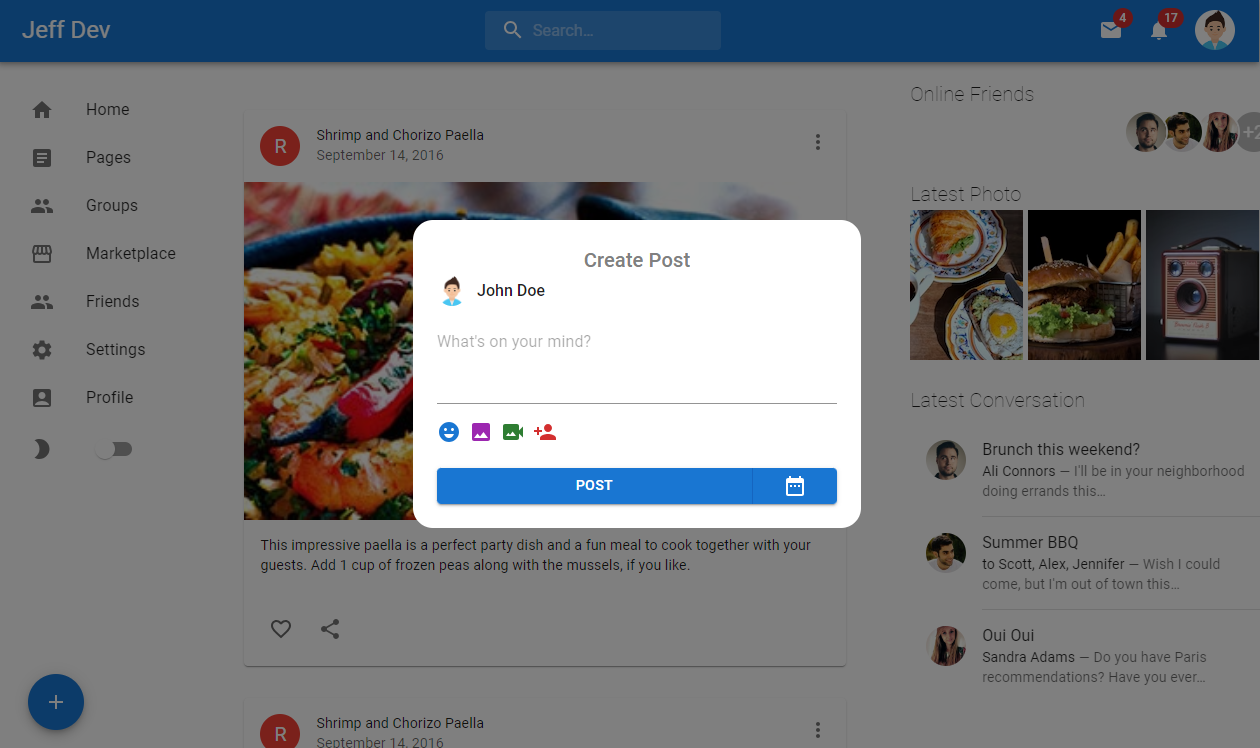 Jeff Dev
Search...
4
17
Home
Pages
Groups
Marketplace
Friends
Settings
Profile
R
Shrimp and Chorizo Paella
September 14, 2016
Create Post
John Doe
What's on your mind?
POST
This impressive paella is a perfect party dish and a fun meal to cook together with your
guests. Add 1 cup of frozen peas along with the mussels, if you like.
R
Shrimp and Chorizo Paella
September 14, 2016
Online Friends
+2
Latest Photo
Latest Conversation
Brunch this weekend?
Ali Connors — I'll be in your neighborhood
doing errands this…
Summer BBQ
to Scott, Alex, Jennifer — Wish I could
come, but I'm out of town this…
Oui Oui
Sandra Adams — Do you have Paris
recommendations? Have you ever…